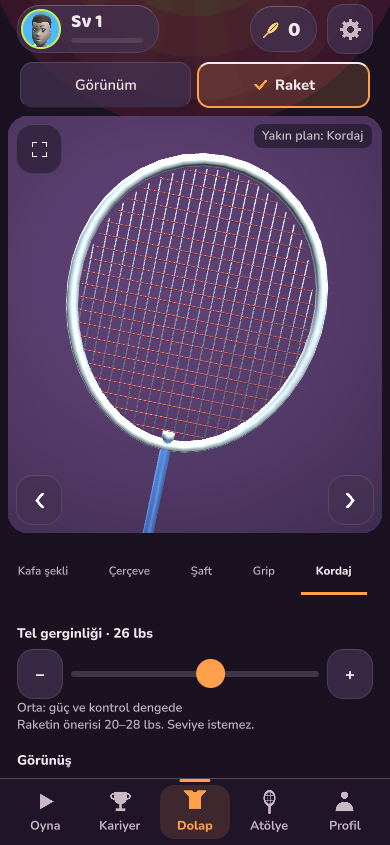 Sv 1
0
Görünüm
Raket
Yakın plan: Kordaj
Kafa şekli
Çerçeve
Şaft
Grip
Kordaj
Tel gerginliği · 26 lbs
−
+
Orta: güç ve kontrol dengede
Raketin önerisi 20–28 lbs. Seviye istemez.
Görünüş
Oyna
Kariyer
Dolap
Atölye
Profil